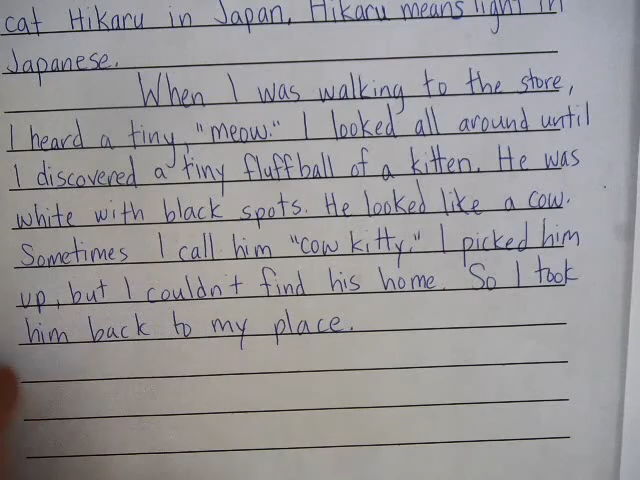 cat Hikaru in Japan. Hikaru means light in
Japanese.
When I was walking to the store,
I heard a tiny, "meow." I looked all around until
I discovered a tiny fluffball of a kitten. He was
white with black spots. He looked like a cow.
Sometimes I call him "cow kitty." I picked him
up, but I couldn't find his home. So I took
him back to my place.